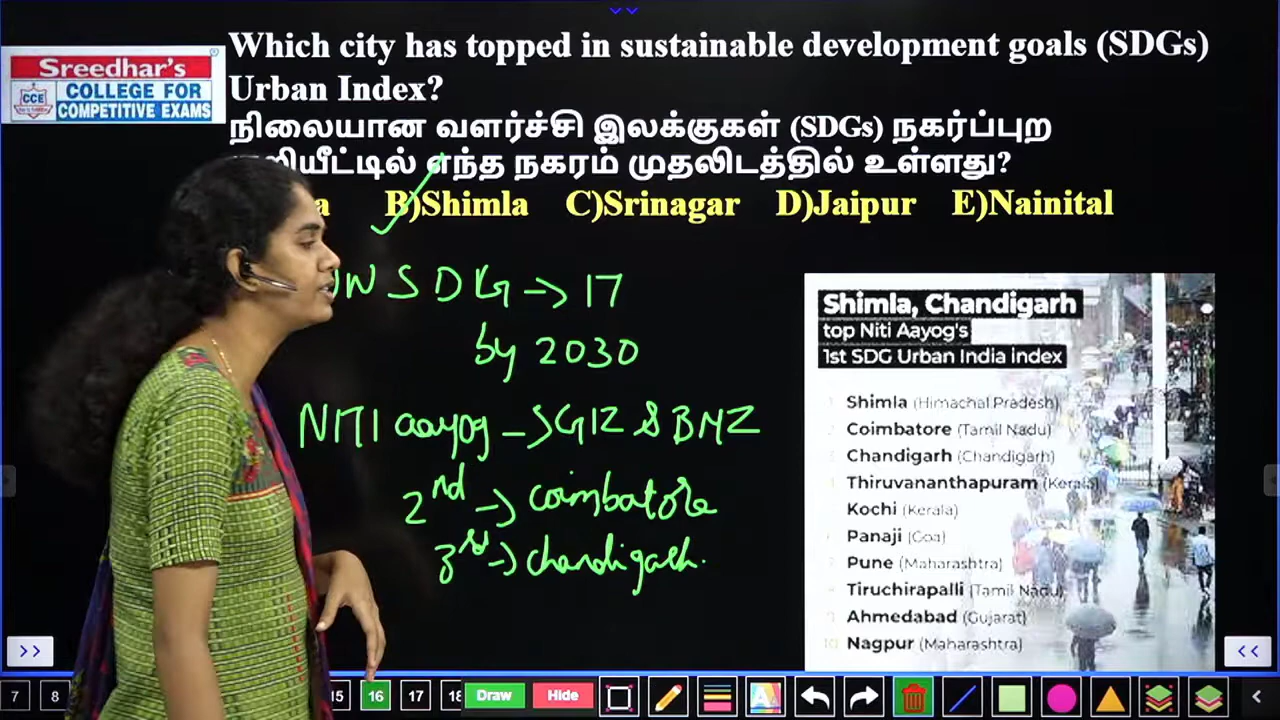 Sreedhar's
CCE
COLLEGE FOR
COMPETITIVE EXAMS
Which city has topped in sustainable development goals (SDGs)
Urban Index?
நிலையான வளர்ச்சி இலக்குகள் (SDGs) நகர்ப்புற
எந்த நகரம் முதலிடத்தில் உள்ளது?
B)Shimla C)Srinagar D)Jaipur E)Nainital
SDG → 17
by 2030
NITI aayog → GIZ & BMZ
2nd → coimbatore
→ chandigarh.
Shimla, Chandigarh
top Niti Aayog's
1st SDG Urban India index
Shimla (Himachal Pradesh)
Coimbatore (Tamil Nadu)
Chandigarh (Chandigarh)
Thiruvananthapuram (Kerala)
Kochi (Kerala)
Panaji (Goa)
Pune (Maharashtra)
Tiruchirapalli (Tamil Nadu)
Ahmedabad (Gujarat)
10 Nagpur (Maharashtra)
>> <<
7 8 15 16 17 18 Draw Hide